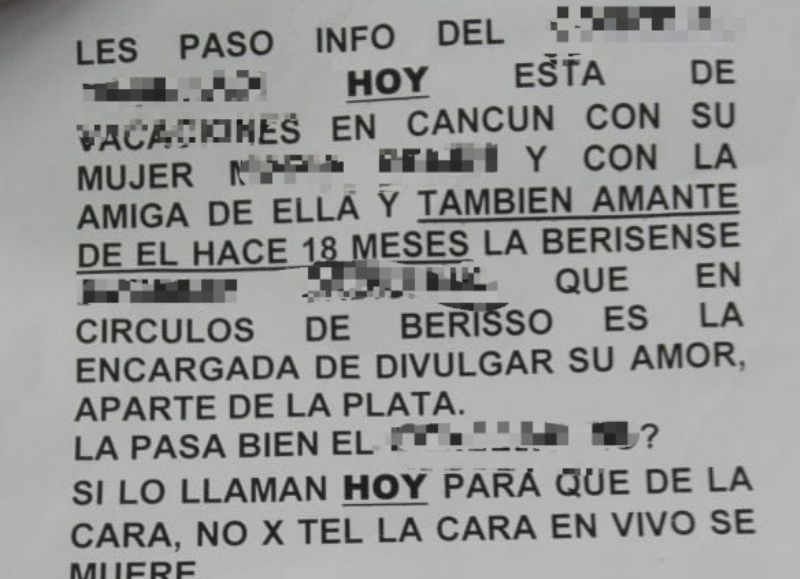 LES PASO INFO DEL
HOY ESTA DE
VACACIONES EN CANCUN CON SU
MUJER Y CON LA
AMIGA DE ELLA Y TAMBIEN AMANTE
DE EL HACE 18 MESES LA BERISENSE
QUE EN
CIRCULOS DE BERISSO ES LA
ENCARGADA DE DIVULGAR SU AMOR,
APARTE DE LA PLATA.
LA PASA BIEN EL ?
SI LO LLAMAN HOY PARA QUE DE LA
CARA, NO X TEL LA CARA EN VIVO SE
MUERE